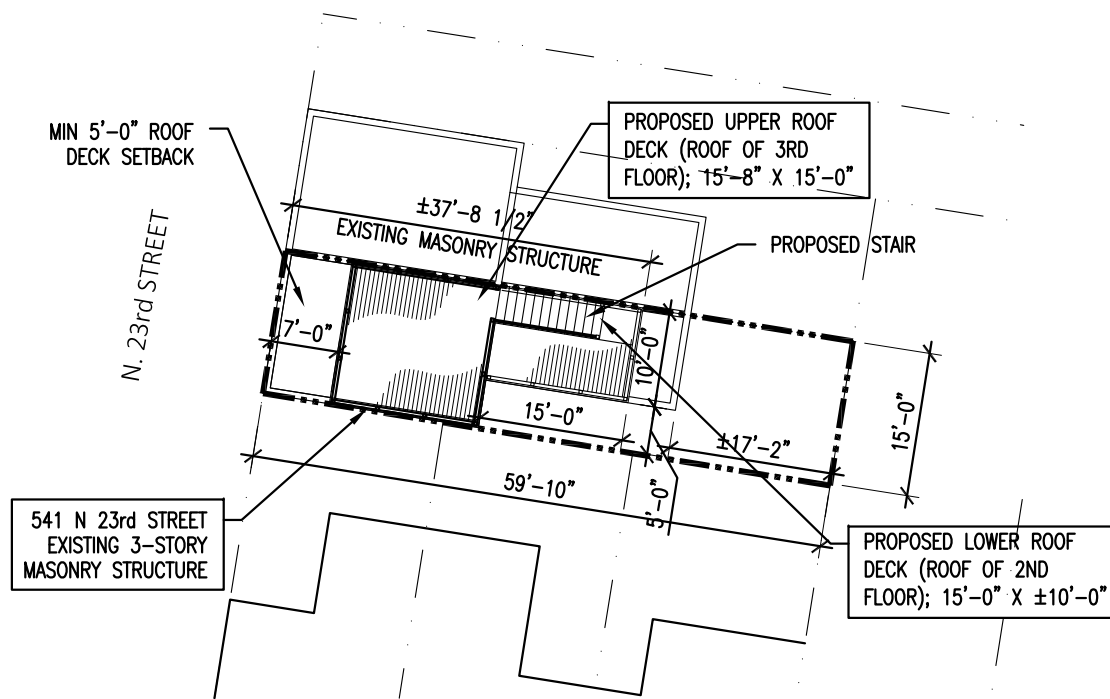 MIN 5'-0" ROOF
DECK SETBACK
PROPOSED UPPER ROOF
DECK (ROOF OF 3RD
FLOOR); 15'-8" X 15'-0"
±37'-8 1/2"
EXISTING MASONRY STRUCTURE
PROPOSED STAIR
N. 23rd STREET
7'-0"
10'-0"
15'-0"
±17'-2"
15'-0"
59'-10"
5'-0"
541 N 23rd STREET
EXISTING 3-STORY
MASONRY STRUCTURE
PROPOSED LOWER ROOF
DECK (ROOF OF 2ND
FLOOR); 15'-0" X ±10'-0"